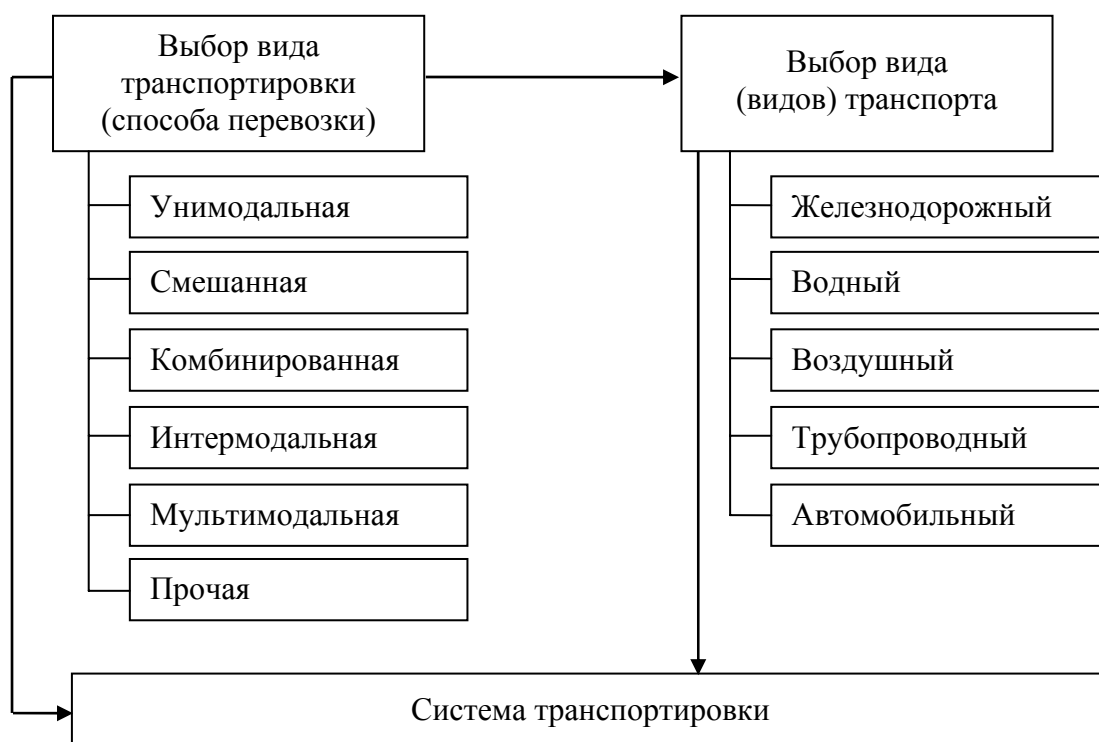 Выбор вида
транспортировки
(способа перевозки)
Выбор вида
(видов) транспорта
Унимодальная
Смешанная
Комбинированная
Интермодальная
Мультимодальная
Прочая
Железнодорожный
Водный
Воздушный
Трубопроводный
Автомобильный
Система транспортировки